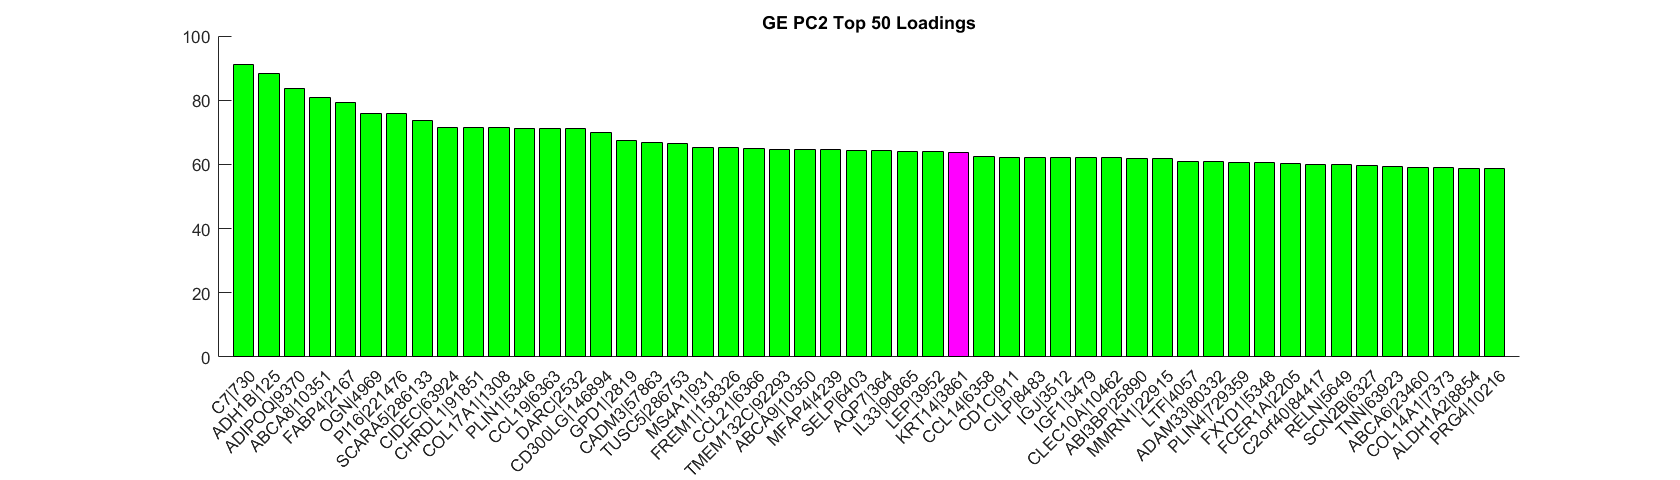 GE PC2 Top 50 Loadings
100
80
60
40
20
0
C7|730
ADH1B|125
ADIPOQ|9370
ABCA8|10351
FABP4|2167
OGN|4969
PI16|221476
SCARA5|286133
CIDEC|63924
CHRDL1|91851
COL17A1|1308
PLIN1|5346
CCL19|6363
DARC|2532
CD300LG|146894
GPD1|2819
CADM3|57863
TUSC5|286753
MS4A1|931
FREM1|158326
CCL21|6366
TMEM132C|92293
ABCA9|10350
MFAP4|4239
SELP|6403
AQP7|364
IL33|90865
LEP|3952
KRT14|3861
CCL14|6358
CD1C|911
CILP|8483
IGJ|3512
IGF1|3479
CLEC10A|10462
ABI3BP|25890
MMRN1|22915
LTF|4057
ADAM33|80332
PLIN4|729359
FXYD1|5348
FCER1A|2205
C2orf40|84417
RELN|5649
SCN2B|6327
TNN|63923
ABCA6|23460
COL14A1|7373
ALDH1A2|8854
PRG4|10216